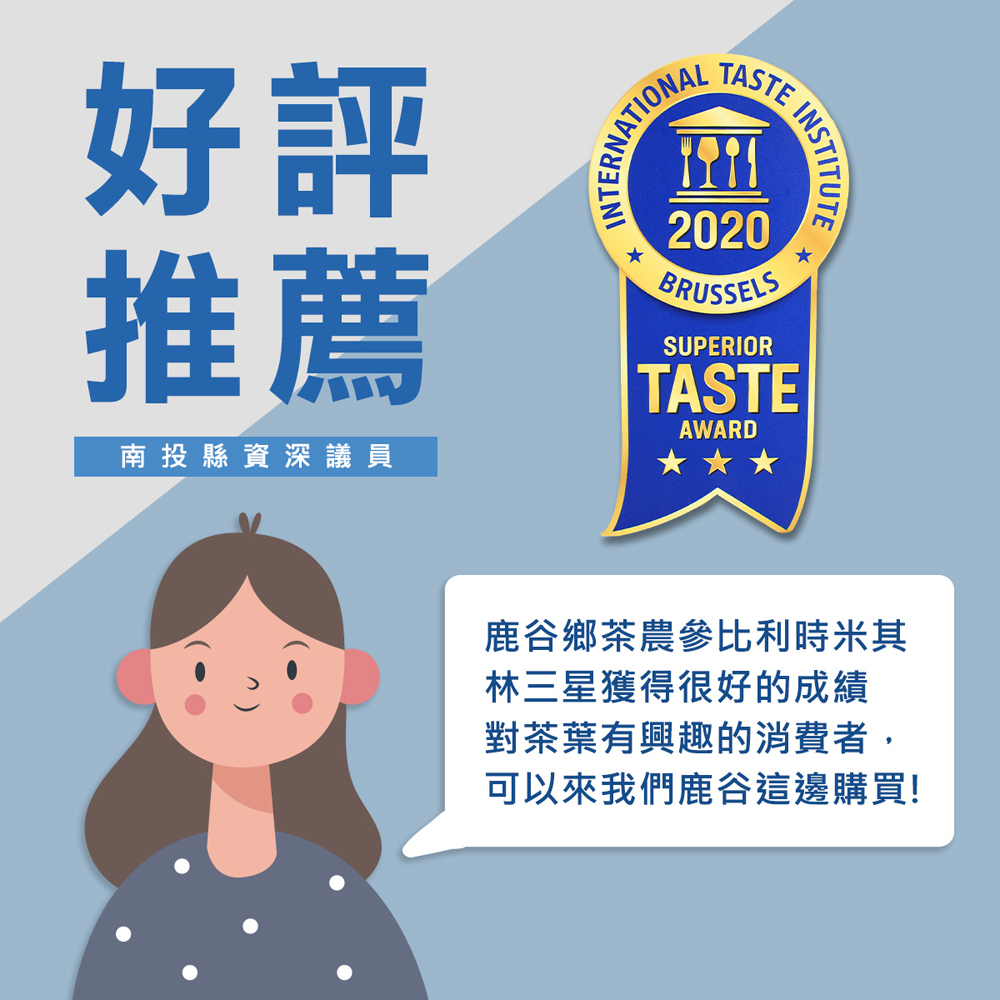 好評
推薦
南投縣資深議員
INTERNATIONAL TASTE INSTITUTE
2020
BRUSSELS
SUPERIOR
TASTE
AWARD
鹿谷鄉茶農參比利時米其
林三星獲得很好的成績
對茶葉有興趣的消費者，
可以來我們鹿谷這邊購買!